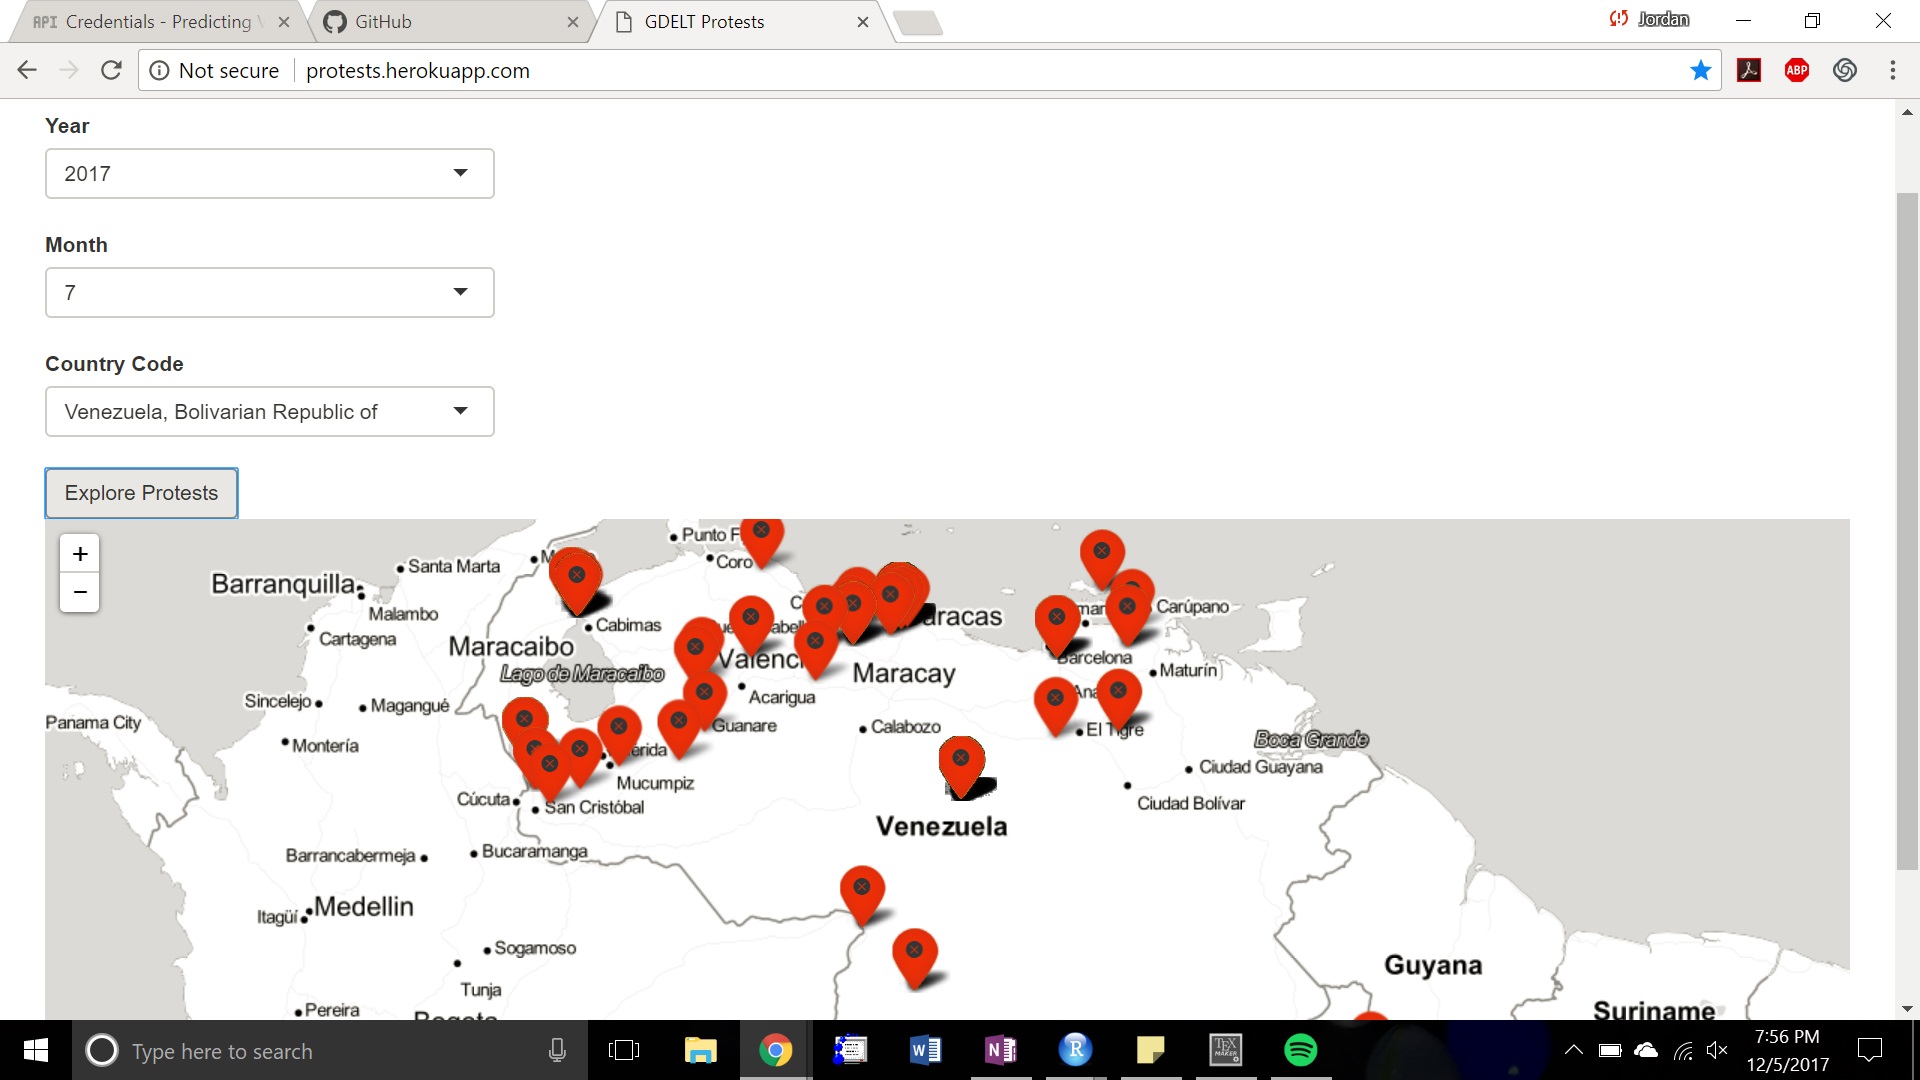 API Credentials - Predicting
GitHub
GDELT Protests
Jordan
Not secure
protests.herokuapp.com
ABP
Year
2017
Month
7
Country Code
Venezuela, Bolivarian Republic of
Explore Protests
+
−
Punto F
Santa Marta
Coro
Barranquilla
Malambo
Cartagena
Cabimas
aracas
Carúpano
Maracaibo
Lago de Maracaibo
Valenc
Maracay
Barcelona
Maturín
Sincelejo
Magangué
Acarigua
Panama City
Guanare
Calabozo
El Tigre
Montería
erida
Boca Grande
Mucumpiz
Ciudad Guayana
Cúcuta
San Cristóbal
Ciudad Bolívar
Venezuela
Barrancabermeja
Bucaramanga
Itagüí
Medellin
Sogamoso
Guyana
Tunja
Pereira
Bogota
Suriname
Type here to search
7:56 PM
12/5/2017